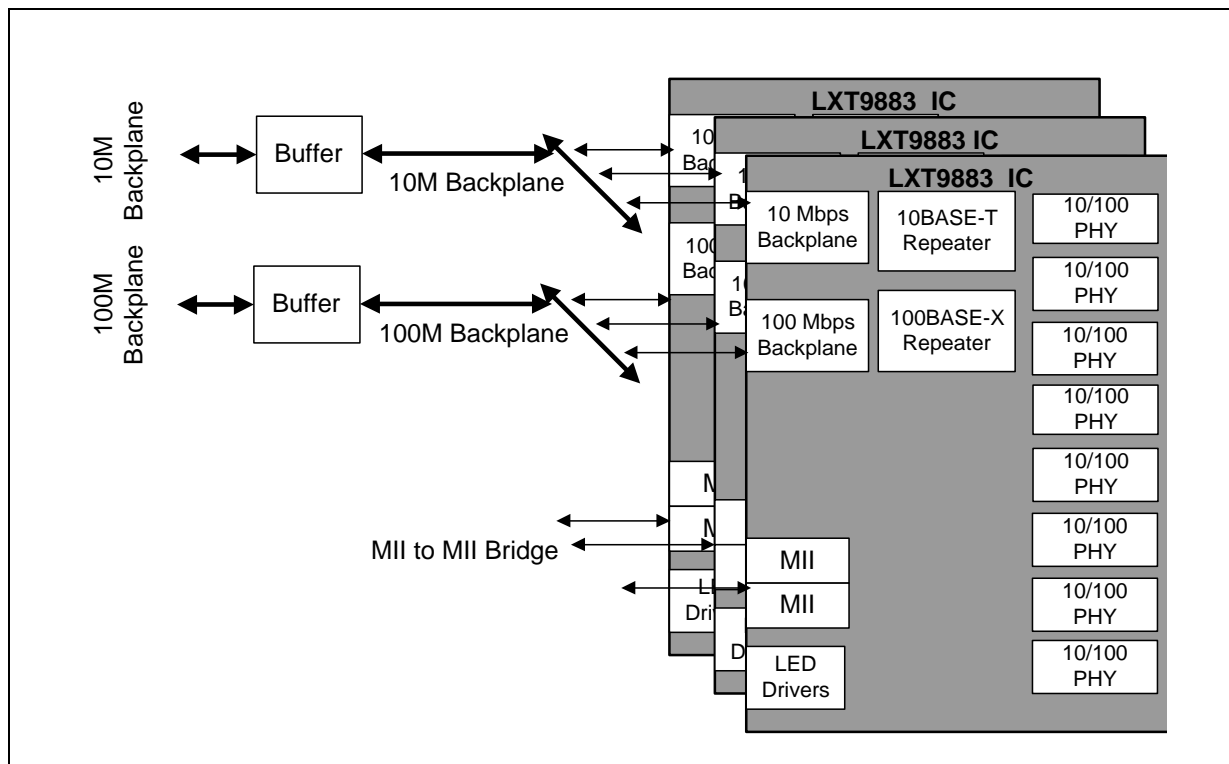 LXT9883 IC
LXT9883 IC
LXT9883 IC
10M
Backplane
Buffer
10M Backplane
10 Mbps
Backplane
10BASE-T
Repeater
100M
Backplane
Buffer
100M Backplane
100 Mbps
Backplane
100BASE-X
Repeater
10/100
PHY
10/100
PHY
10/100
PHY
10/100
PHY
10/100
PHY
10/100
PHY
10/100
PHY
10/100
PHY
MII to MII Bridge
MII
MII
LED
Drivers